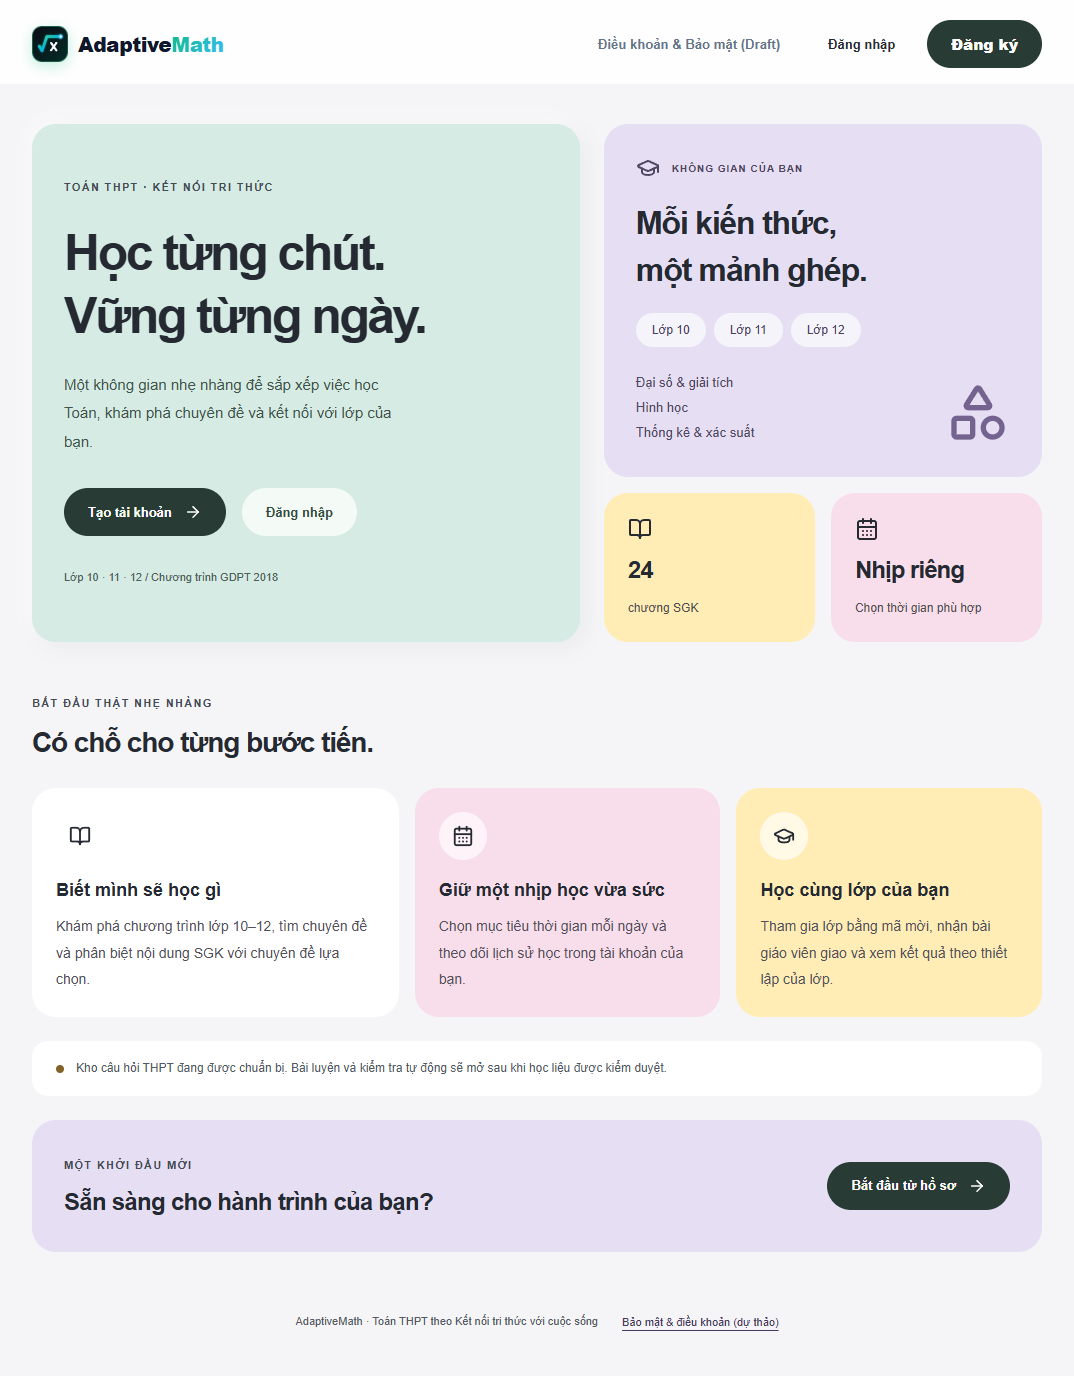 AdaptiveMath
Điều khoản & Bảo mật (Draft)
Đăng nhập
Đăng ký
TOÁN THPT · KẾT NỐI TRI THỨC
Học từng chút.
Vững từng ngày.
Một không gian nhẹ nhàng để sắp xếp việc học
Toán, khám phá chuyên đề và kết nối với lớp của
bạn.
Tạo tài khoản
Đăng nhập
Lớp 10 · 11 · 12 / Chương trình GDPT 2018
KHÔNG GIAN CỦA BẠN
Mỗi kiến thức,
một mảnh ghép.
Lớp 10
Lớp 11
Lớp 12
Đại số & giải tích
Hình học
Thống kê & xác suất
24
chương SGK
Nhịp riêng
Chọn thời gian phù hợp
BẮT ĐẦU THẬT NHẸ NHÀNG
Có chỗ cho từng bước tiến.
Biết mình sẽ học gì
Khám phá chương trình lớp 10–12, tìm chuyên đề
và phân biệt nội dung SGK với chuyên đề lựa
chọn.
Giữ một nhịp học vừa sức
Chọn mục tiêu thời gian mỗi ngày và
theo dõi lịch sử học trong tài khoản của
bạn.
Học cùng lớp của bạn
Tham gia lớp bằng mã mời, nhận bài
giáo viên giao và xem kết quả theo thiết
lập của lớp.
Kho câu hỏi THPT đang được chuẩn bị. Bài luyện và kiểm tra tự động sẽ mở sau khi học liệu được kiểm duyệt.
MỘT KHỞI ĐẦU MỚI
Sẵn sàng cho hành trình của bạn?
Bắt đầu từ hồ sơ
AdaptiveMath · Toán THPT theo Kết nối tri thức với cuộc sống
Bảo mật & điều khoản (dự thảo)